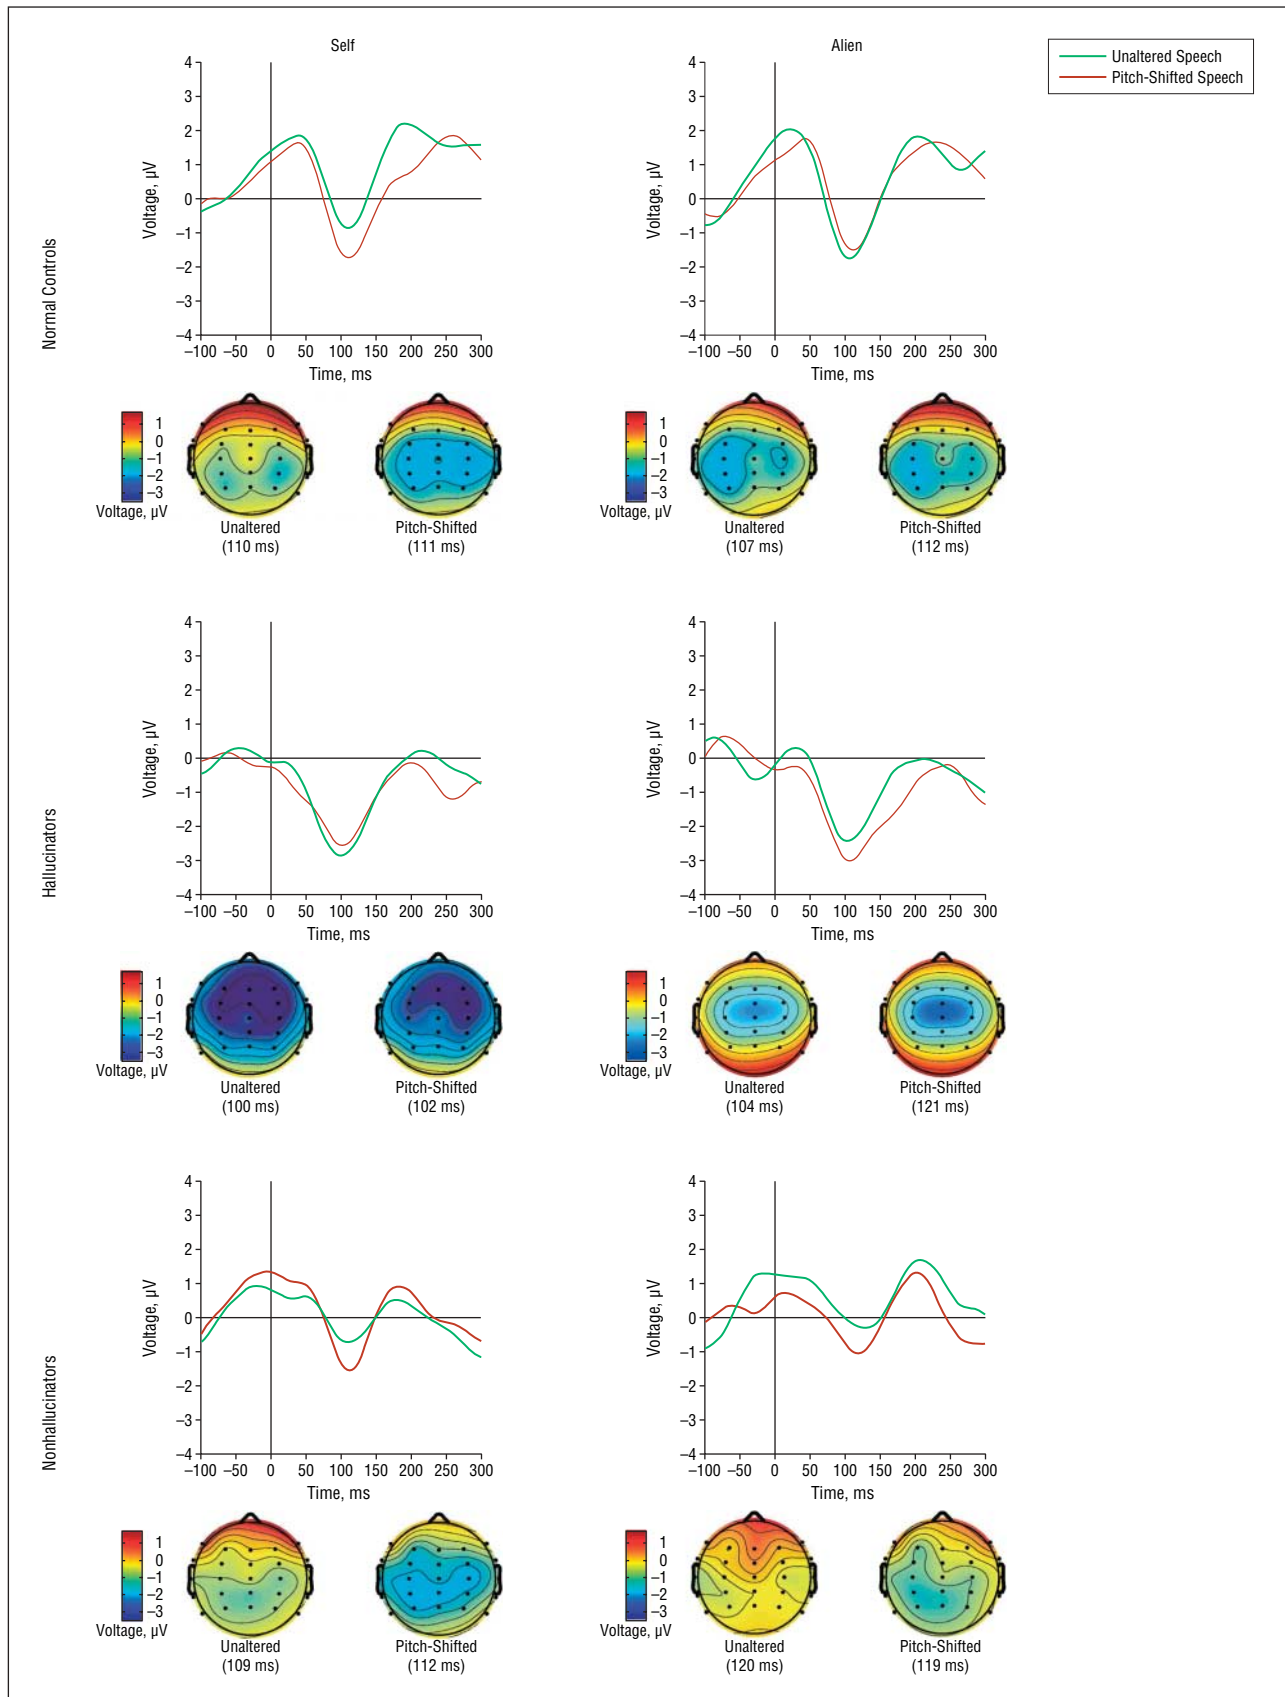 Self
Alien
Unaltered Speech
Pitch-Shifted Speech
Normal Controls
4
3
2
1
0
–1
–2
–3
–4
Voltage, µV
–100 –50 0 50 100 150 200 250 300
Time, ms
4
3
2
1
0
–1
–2
–3
–4
Voltage, µV
–100 –50 0 50 100 150 200 250 300
Time, ms
1
0
–1
–2
–3
Voltage, µV
Unaltered
(110 ms)
Pitch-Shifted
(111 ms)
1
0
–1
–2
–3
Voltage, µV
Unaltered
(107 ms)
Pitch-Shifted
(112 ms)
Hallucinators
4
3
2
1
0
–1
–2
–3
–4
Voltage, µV
–100 –50 0 50 100 150 200 250 300
Time, ms
4
3
2
1
0
–1
–2
–3
–4
Voltage, µV
–100 –50 0 50 100 150 200 250 300
Time, ms
1
0
–1
–2
–3
Voltage, µV
Unaltered
(100 ms)
Pitch-Shifted
(102 ms)
1
0
–1
–2
–3
Voltage, µV
Unaltered
(104 ms)
Pitch-Shifted
(121 ms)
Nonhallucinators
4
3
2
1
0
–1
–2
–3
–4
Voltage, µV
–100 –50 0 50 100 150 200 250 300
Time, ms
4
3
2
1
0
–1
–2
–3
–4
Voltage, µV
–100 –50 0 50 100 150 200 250 300
Time, ms
1
0
–1
–2
–3
Voltage, µV
Unaltered
(109 ms)
Pitch-Shifted
(112 ms)
1
0
–1
–2
–3
Voltage, µV
Unaltered
(120 ms)
Pitch-Shifted
(119 ms)